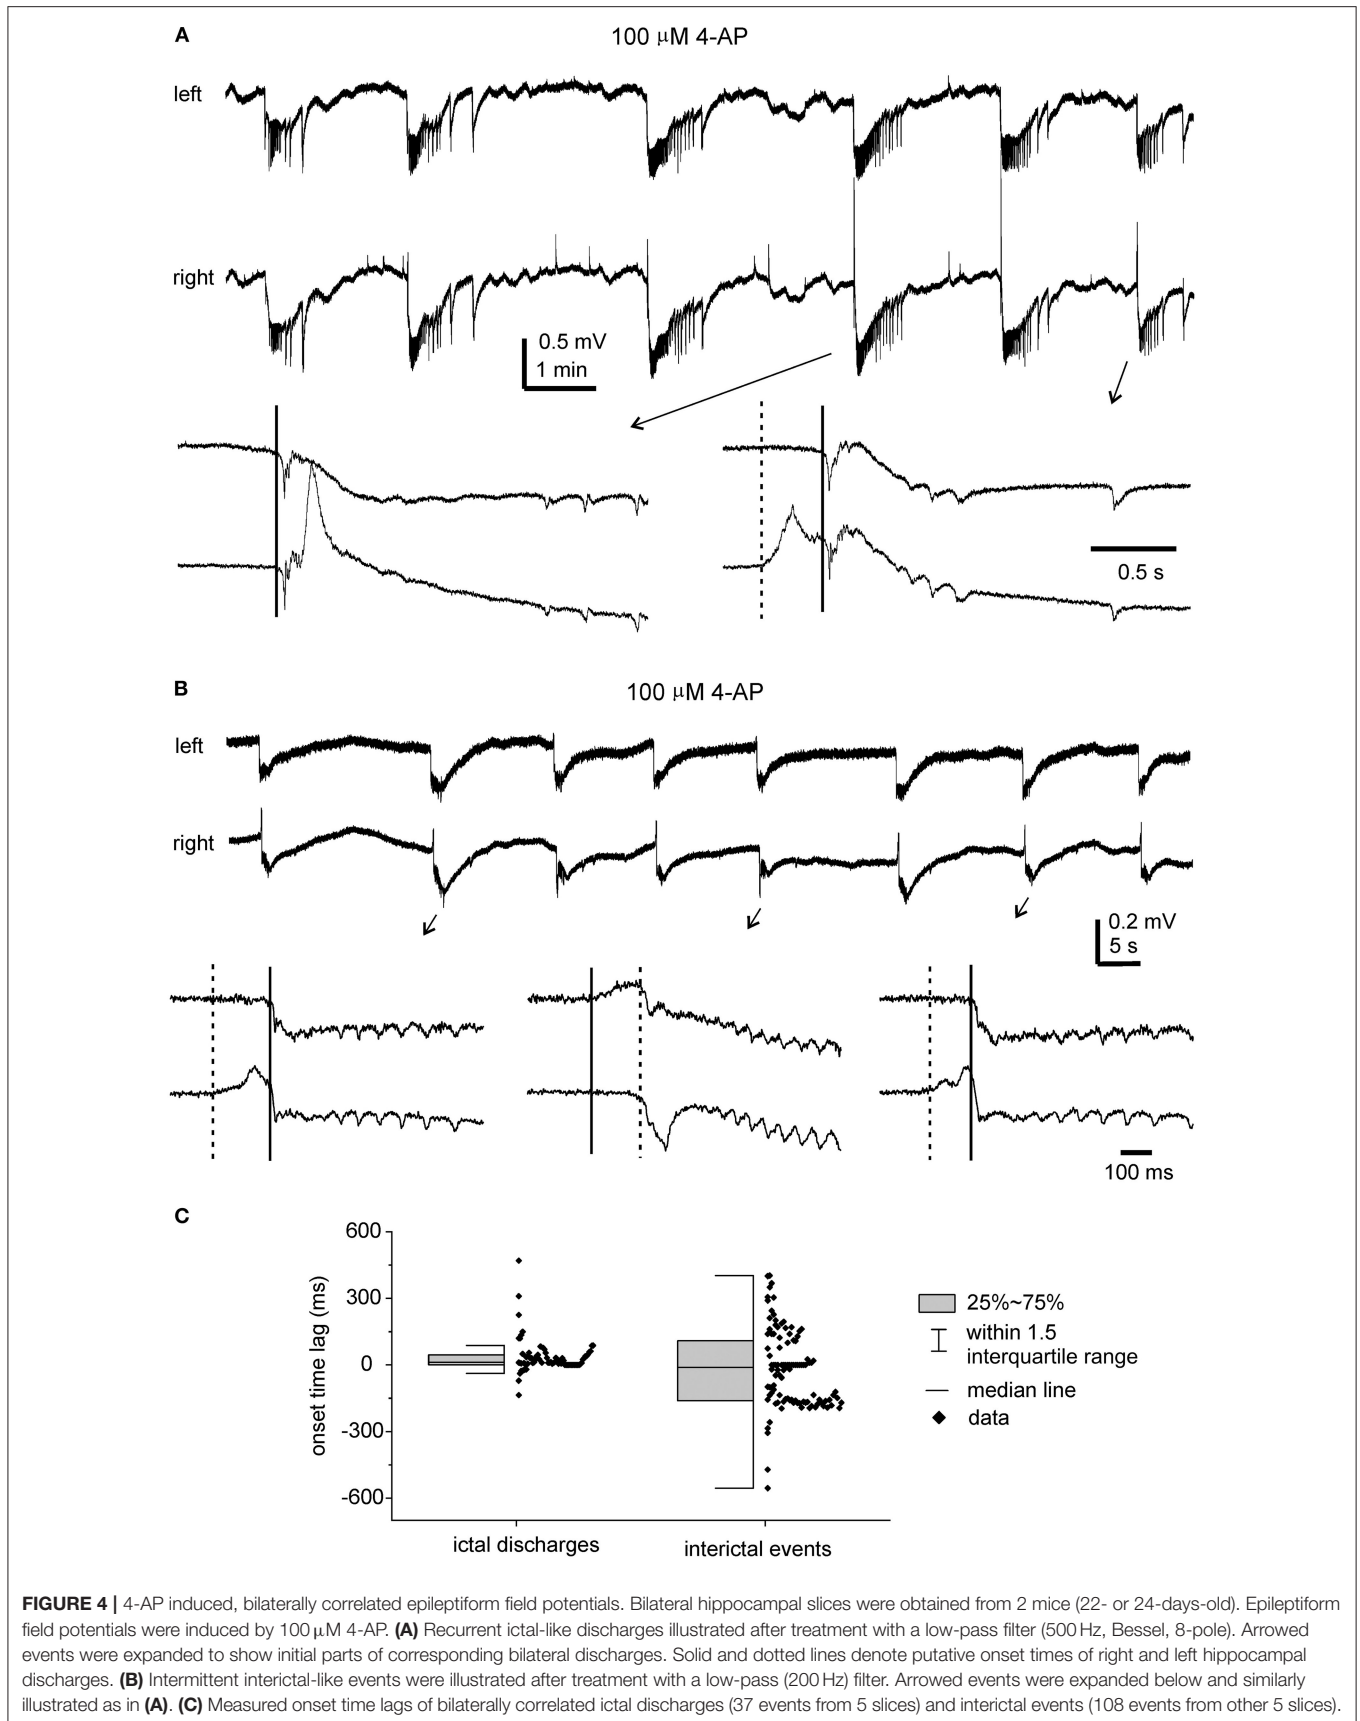 A
100 μM 4-AP
left
right
0.5 mV
1 min
0.5 s
B
100 μM 4-AP
left
right
0.2 mV
5 s
100 ms
C
600
300
0
-300
-600
onset time lag (ms)
ictal discharges
interictal events
25%~75%
within 1.5
interquartile range
median line
data
FIGURE 4 | 4-AP induced, bilaterally correlated epileptiform field potentials. Bilateral hippocampal slices were obtained from 2 mice (22- or 24-days-old). Epileptiform
field potentials were induced by 100 μM 4-AP. (A) Recurrent ictal-like discharges illustrated after treatment with a low-pass filter (500 Hz, Bessel, 8-pole). Arrowed
events were expanded to show initial parts of corresponding bilateral discharges. Solid and dotted lines denote putative onset times of right and left hippocampal
discharges. (B) Intermittent interictal-like events were illustrated after treatment with a low-pass (200 Hz) filter. Arrowed events were expanded below and similarly
illustrated as in (A). (C) Measured onset time lags of bilaterally correlated ictal discharges (37 events from 5 slices) and interictal events (108 events from other 5 slices).